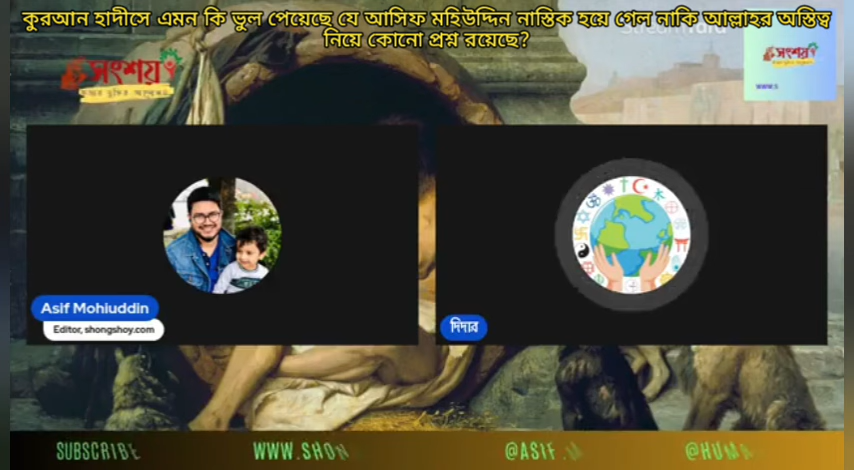 কুরআন হাদীসে এমন কি ভুল পেয়েছে যে আসিফ মহিউদ্দিন নাস্তিক হয়ে গেল নাকি আল্লাহর অস্তিত্ব
নিয়ে কোনো প্রশ্ন রয়েছে?
সংশয়
সংশয়
Asif Mohiuddin
Editor, shongshoy.com
দিদার
SUBSCRIBE WWW.SHON @ASIF.M @HUMA